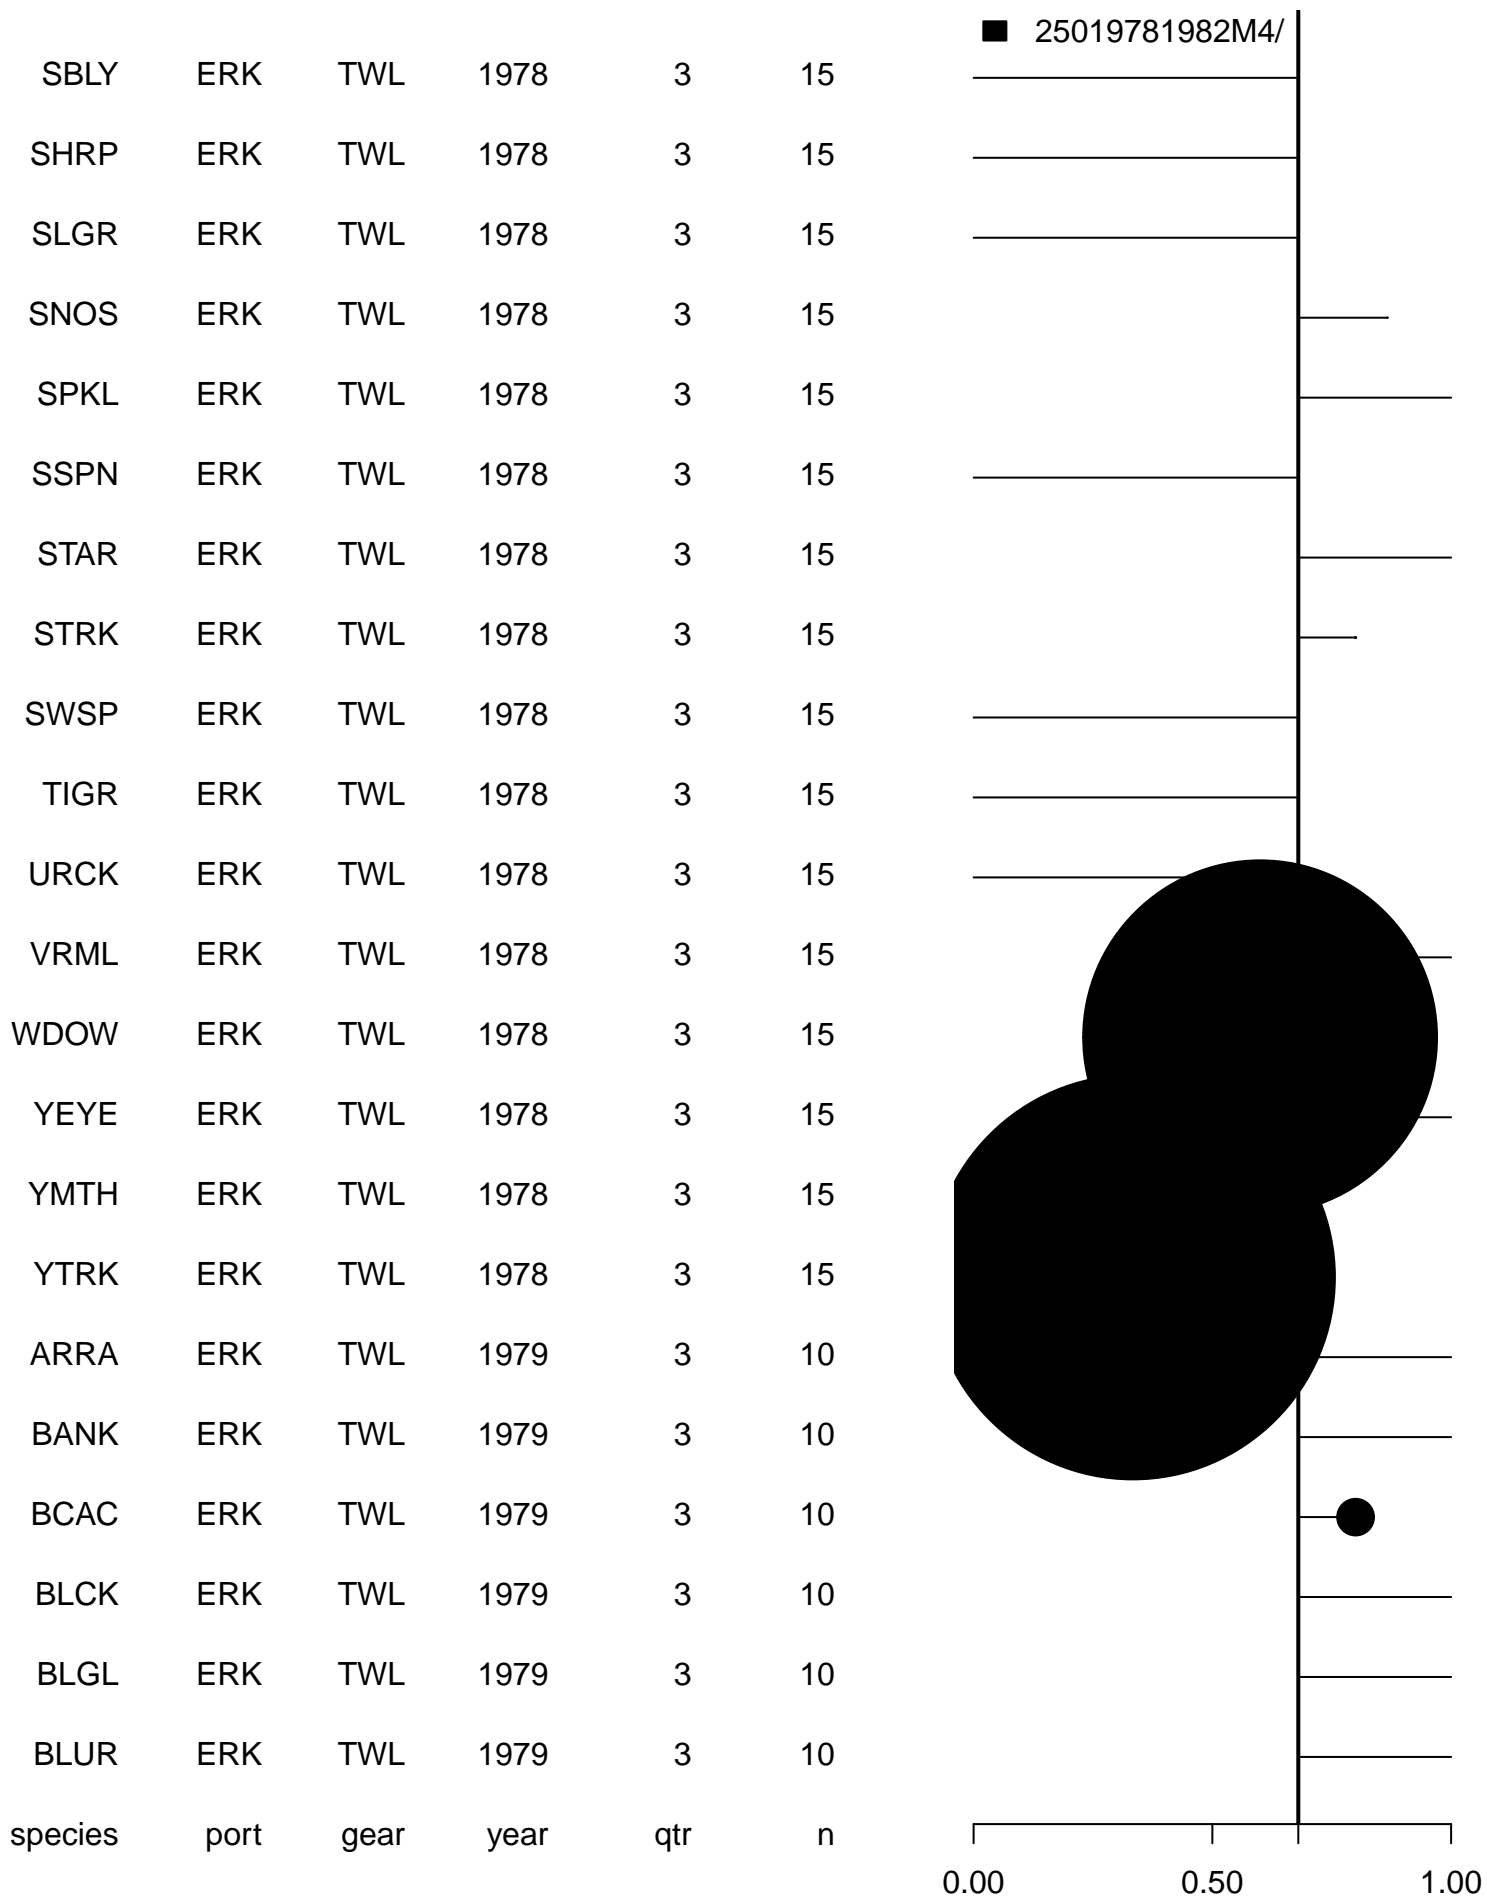 25019781982M4/
SBLY ERK TWL 1978 3 15
SHRP ERK TWL 1978 3 15
SLGR ERK TWL 1978 3 15
SNOS ERK TWL 1978 3 15
SPKL ERK TWL 1978 3 15
SSPN ERK TWL 1978 3 15
STAR ERK TWL 1978 3 15
STRK ERK TWL 1978 3 15
SWSP ERK TWL 1978 3 15
TIGR ERK TWL 1978 3 15
URCK ERK TWL 1978 3 15
VRML ERK TWL 1978 3 15
WDOW ERK TWL 1978 3 15
YEYE ERK TWL 1978 3 15
YMTH ERK TWL 1978 3 15
YTRK ERK TWL 1978 3 15
ARRA ERK TWL 1979 3 10
BANK ERK TWL 1979 3 10
BCAC ERK TWL 1979 3 10
BLCK ERK TWL 1979 3 10
BLGL ERK TWL 1979 3 10
BLUR ERK TWL 1979 3 10
species port gear year qtr n
0.00 0.50 1.00